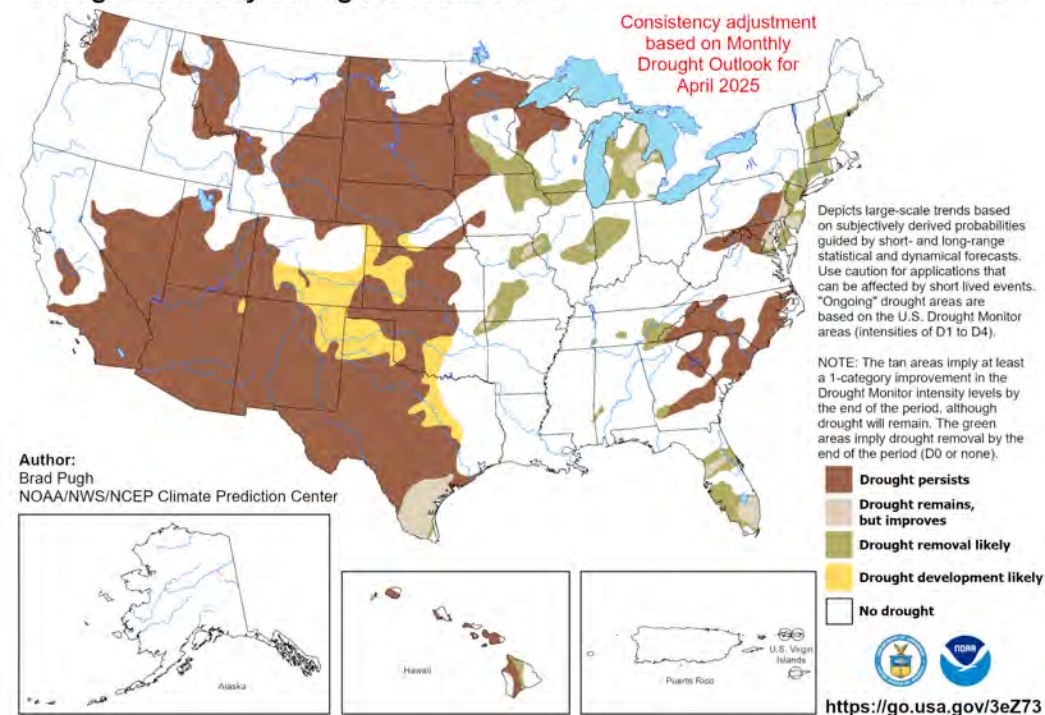 Consistency adjustment
based on Monthly
Drought Outlook for
April 2025
Depicts large-scale trends based
on subjectively derived probabilities
guided by short- and long-range
statistical and dynamical forecasts.
Use caution for applications that
can be affected by short lived events.
"Ongoing" drought areas are
based on the U.S. Drought Monitor
areas (intensities of D1 to D4).
NOTE: The tan areas imply at least
a 1-category improvement in the
Drought Monitor intensity levels by
the end of the period, although
drought will remain. The green
areas imply drought removal by the
end of the period (D0 or none).
Author:
Brad Pugh
NOAA/NWS/NCEP Climate Prediction Center
Drought persists
Drought remains,
but improves
Drought removal likely
Drought development likely
No drought
Alaska
Hawaii
Puerto Rico
U.S. Virgin
Islands
NOAA
https://go.usa.gov/3eZ73